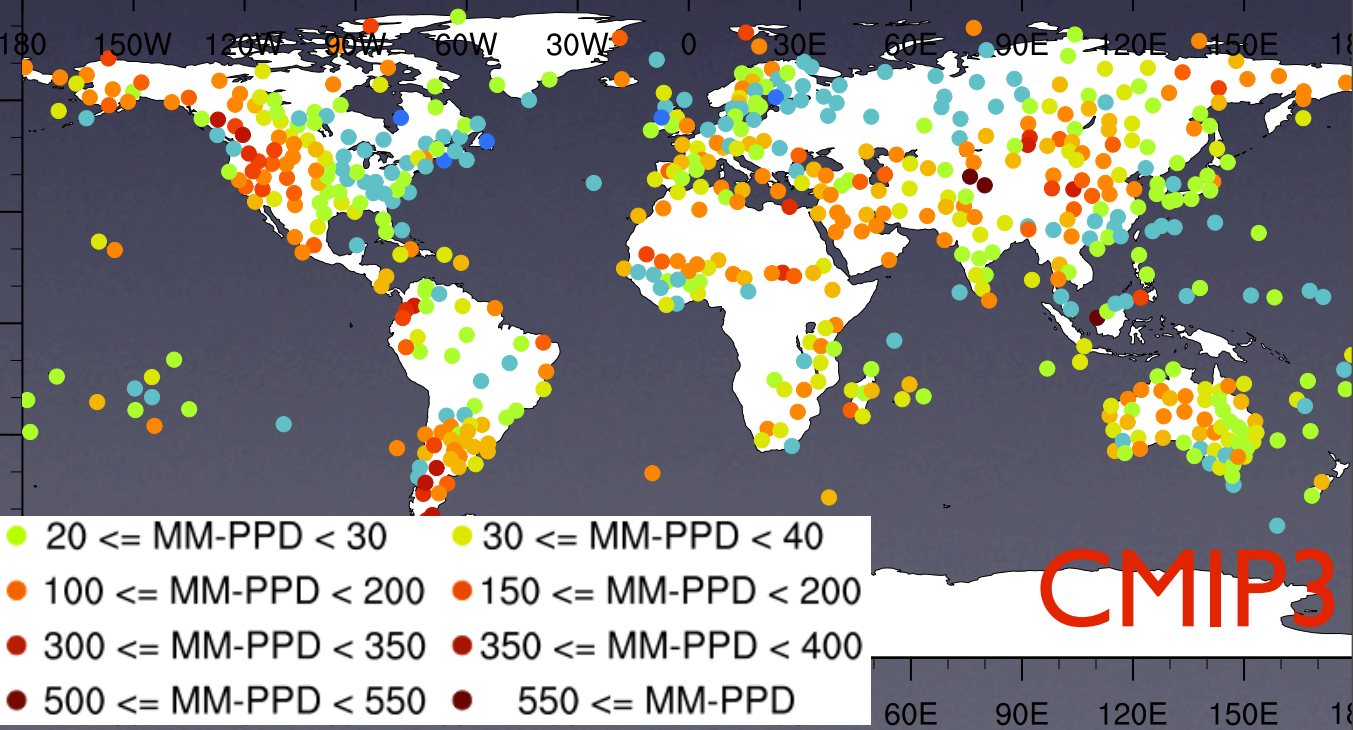 180 150W 120W 90W 60W 30W 0 30E 60E 90E 120E 150E 18
20 <= MM-PPD < 30 30 <= MM-PPD < 40
100 <= MM-PPD < 200 150 <= MM-PPD < 200
300 <= MM-PPD < 350 350 <= MM-PPD < 400
500 <= MM-PPD < 550 550 <= MM-PPD
CMIP3
60E 90E 120E 150E 18